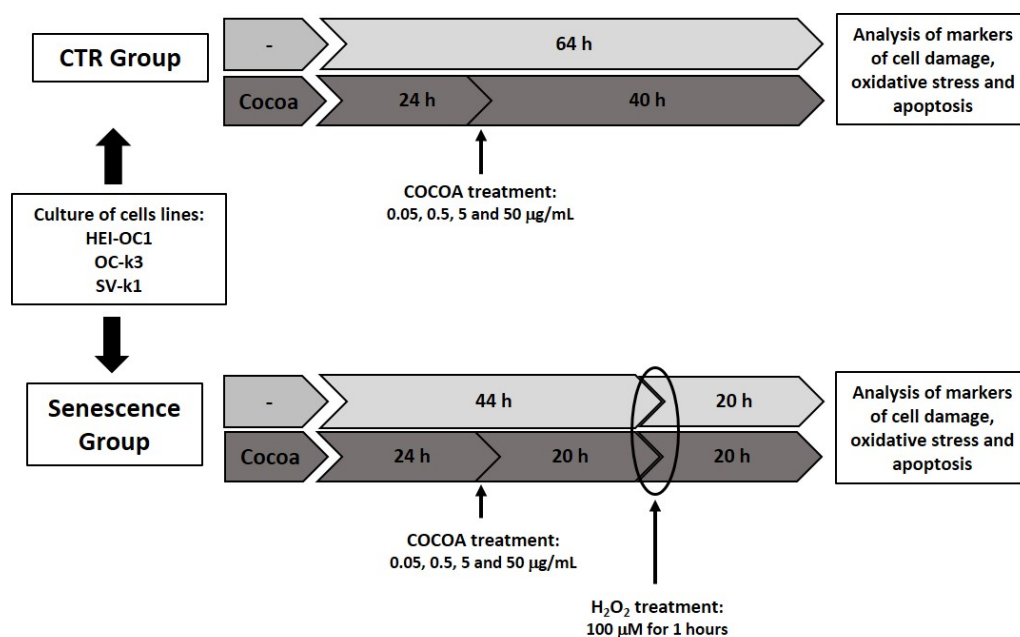 CTR Group
-
64 h
Cocoa
24 h
40 h
Analysis of markers
of cell damage,
oxidative stress and
apoptosis
COCOA treatment:
0.05, 0.5, 5 and 50 µg/mL
Culture of cells lines:
HEI-OC1
OC-k3
SV-k1
Senescence
Group
-
44 h
20 h
Cocoa
24 h
20 h
20 h
Analysis of markers
of cell damage,
oxidative stress and
apoptosis
COCOA treatment:
0.05, 0.5, 5 and 50 µg/mL
H₂O₂ treatment:
100 µM for 1 hours